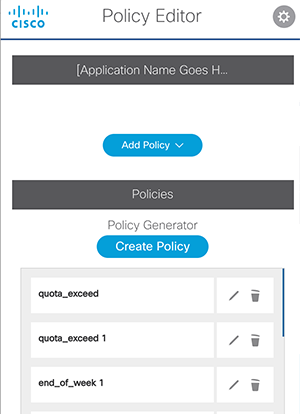 CISCO
Policy Editor
[Application Name Goes H...
Add Policy
Policies
Policy Generator
Create Policy
quota_exceed
quota_exceed 1
end_of_week 1